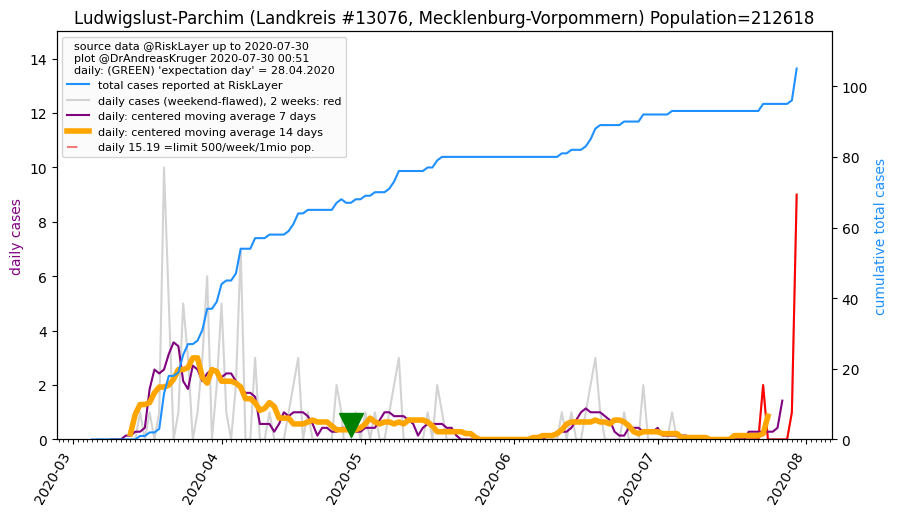 Ludwigslust-Parchim (Landkreis #13076, Mecklenburg-Vorpommern) Population=212618
source data @RiskLayer up to 2020-07-30
plot @DrAndreasKruger 2020-07-30 00:51
daily: (GREEN) 'expectation day' = 28.04.2020
total cases reported at RiskLayer
daily cases (weekend-flawed), 2 weeks: red
daily: centered moving average 7 days
daily: centered moving average 14 days
daily 15.19 =limit 500/week/1mio pop.
daily cases
14
12
10
8
6
4
2
0
100
80
60
40
20
0
cumulative total cases
2020-03
2020-04
2020-05
2020-06
2020-07
2020-08